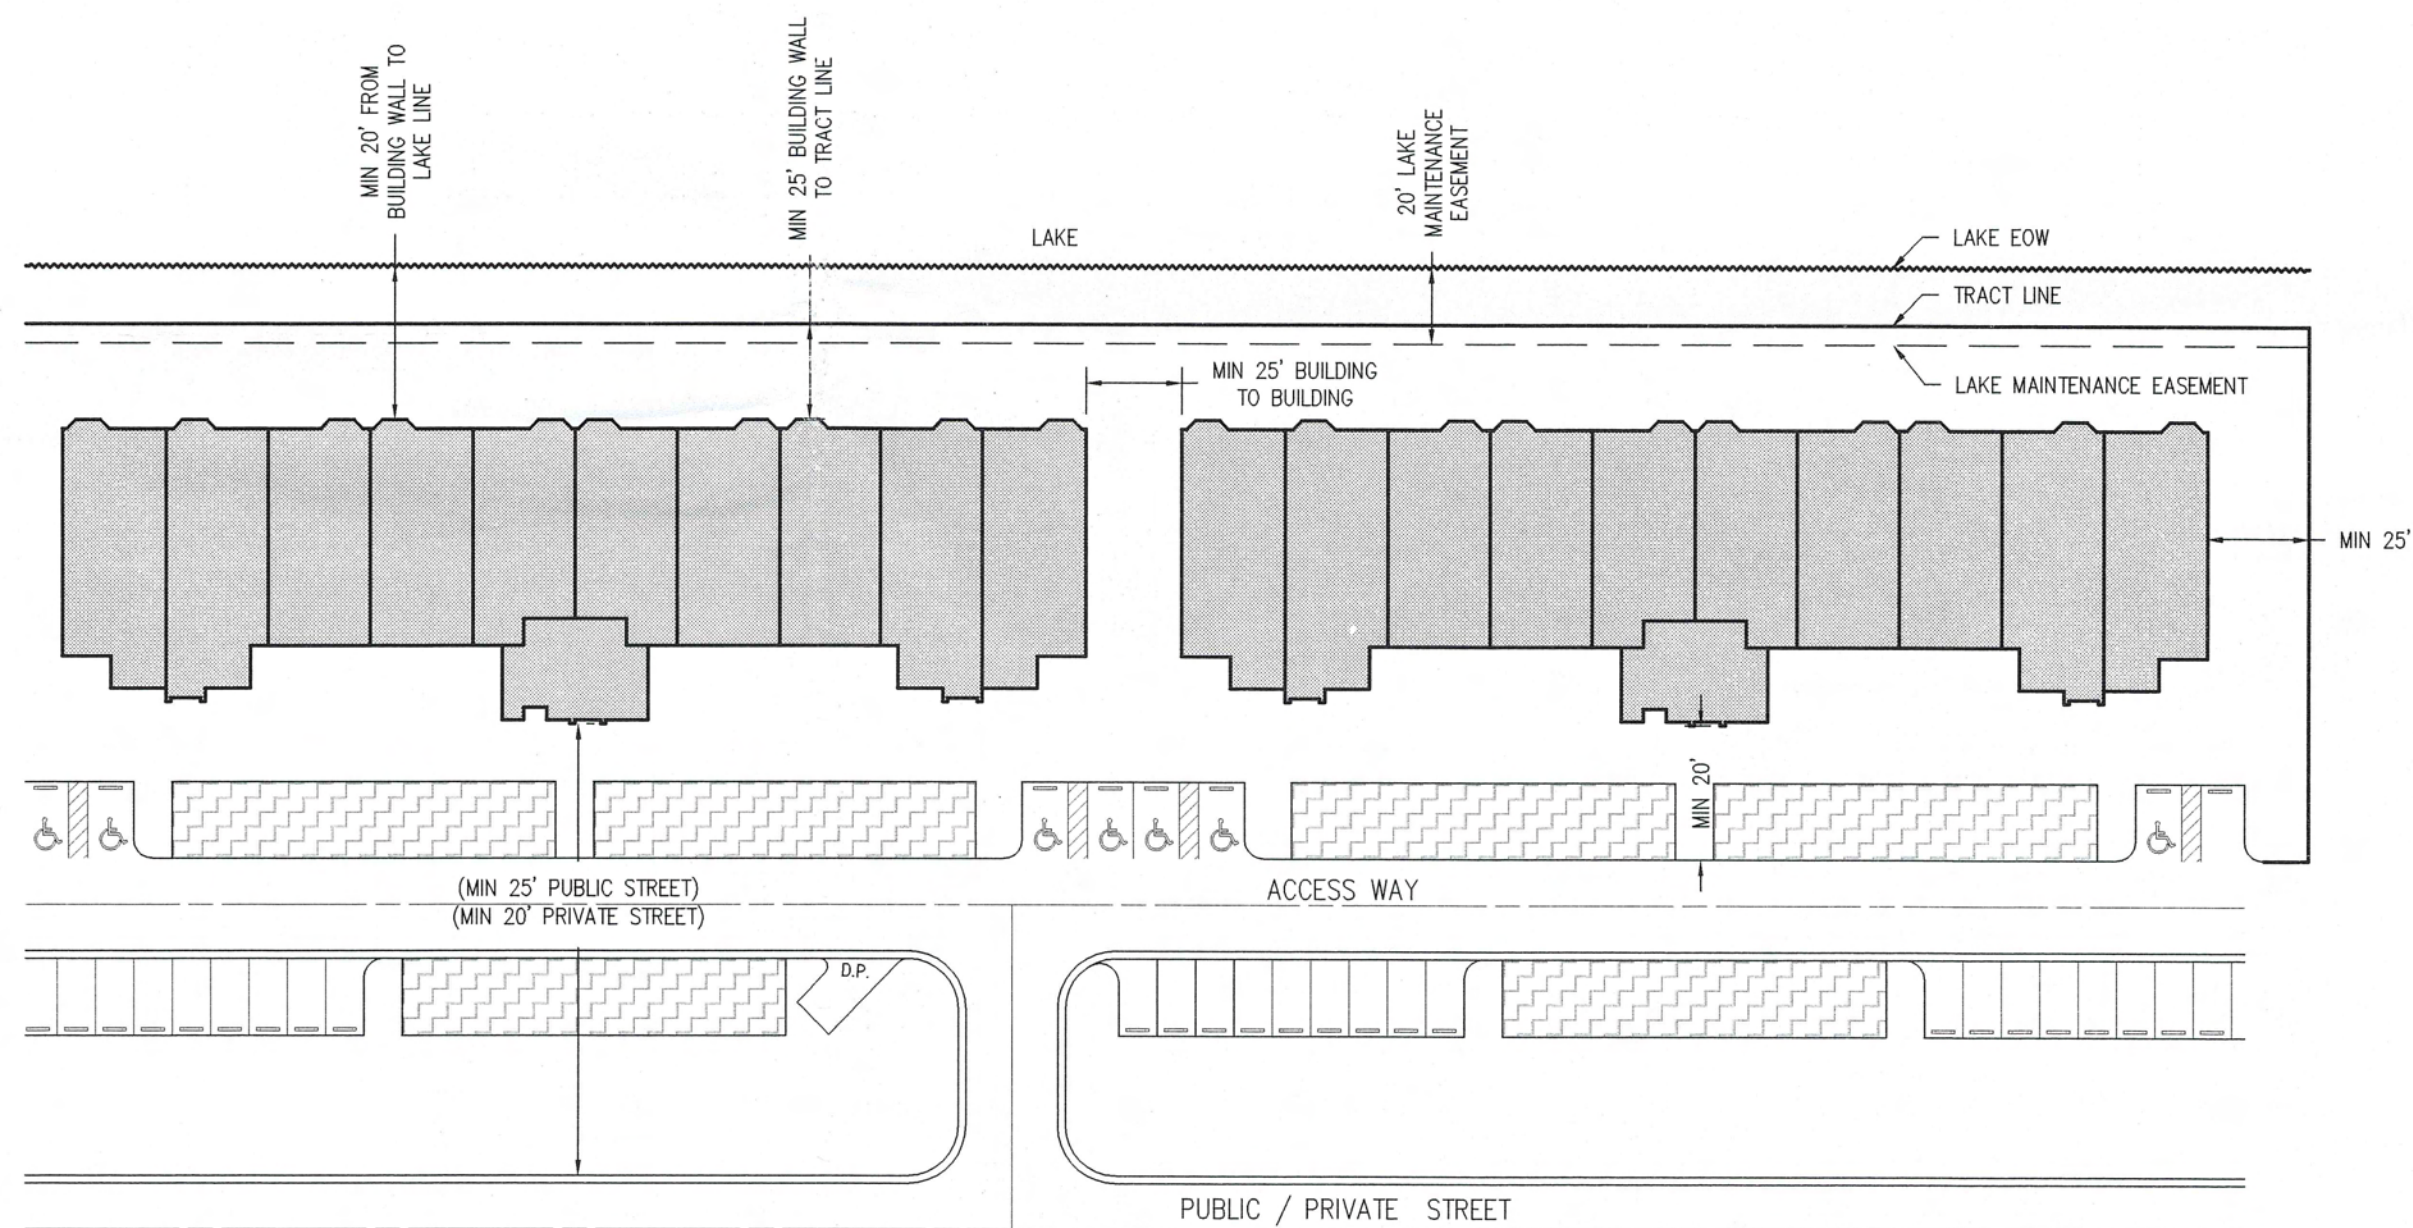 MIN 20' FROM
BUILDING WALL TO
LAKE LINE
MIN 25' BUILDING WALL
TO TRACT LINE
20' LAKE
MAINTENANCE
EASEMENT
LAKE
LAKE EOW
TRACT LINE
MIN 25' BUILDING
TO BUILDING
LAKE MAINTENANCE EASEMENT
MIN 25'
MIN 20'
(MIN 25' PUBLIC STREET)
(MIN 20' PRIVATE STREET)
ACCESS WAY
D.P.
PUBLIC / PRIVATE STREET